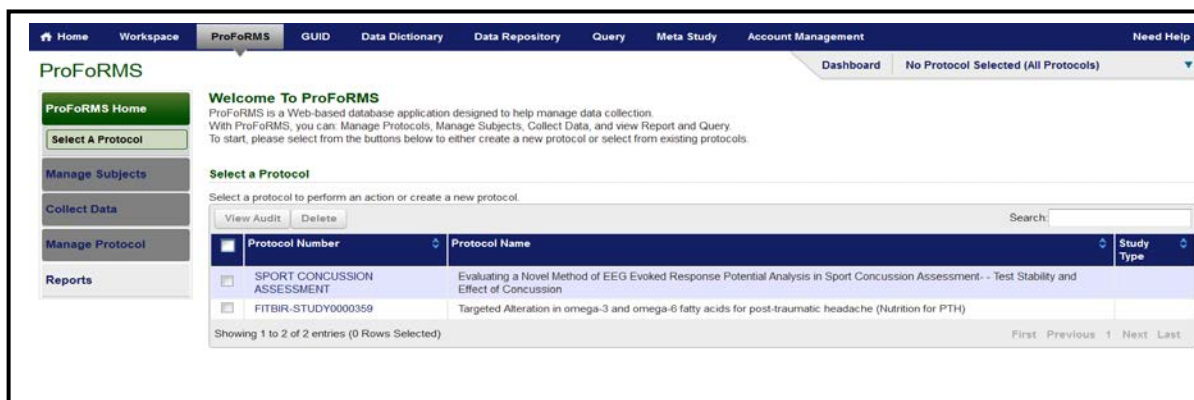 Home Workspace ProFoRMS GUID Data Dictionary Data Repository Query Meta Study Account Management Need Help
ProFoRMS
Dashboard No Protocol Selected (All Protocols)
ProFoRMS Home
Select A Protocol
Manage Subjects
Collect Data
Manage Protocol
Reports
Welcome To ProFoRMS
ProFoRMS is a Web-based database application designed to help manage data collection.
With ProFoRMS, you can: Manage Protocols, Manage Subjects, Collect Data, and view Report and Query.
To start, please select from the buttons below to either create a new protocol or select from existing protocols.
Select a Protocol
Select a protocol to perform an action or create a new protocol.
View Audit Delete Search:
Protocol Number Protocol Name Study
Type
SPORT CONCUSSION Evaluating a Novel Method of EEG Evoked Response Potential Analysis in Sport Concussion Assessment- - Test Stability and
ASSESSMENT Effect of Concussion
FITBIR-STUDY0000359 Targeted Alteration in omega-3 and omega-6 fatty acids for post-traumatic headache (Nutrition for PTH)
Showing 1 to 2 of 2 entries (0 Rows Selected) First Previous 1 Next Last